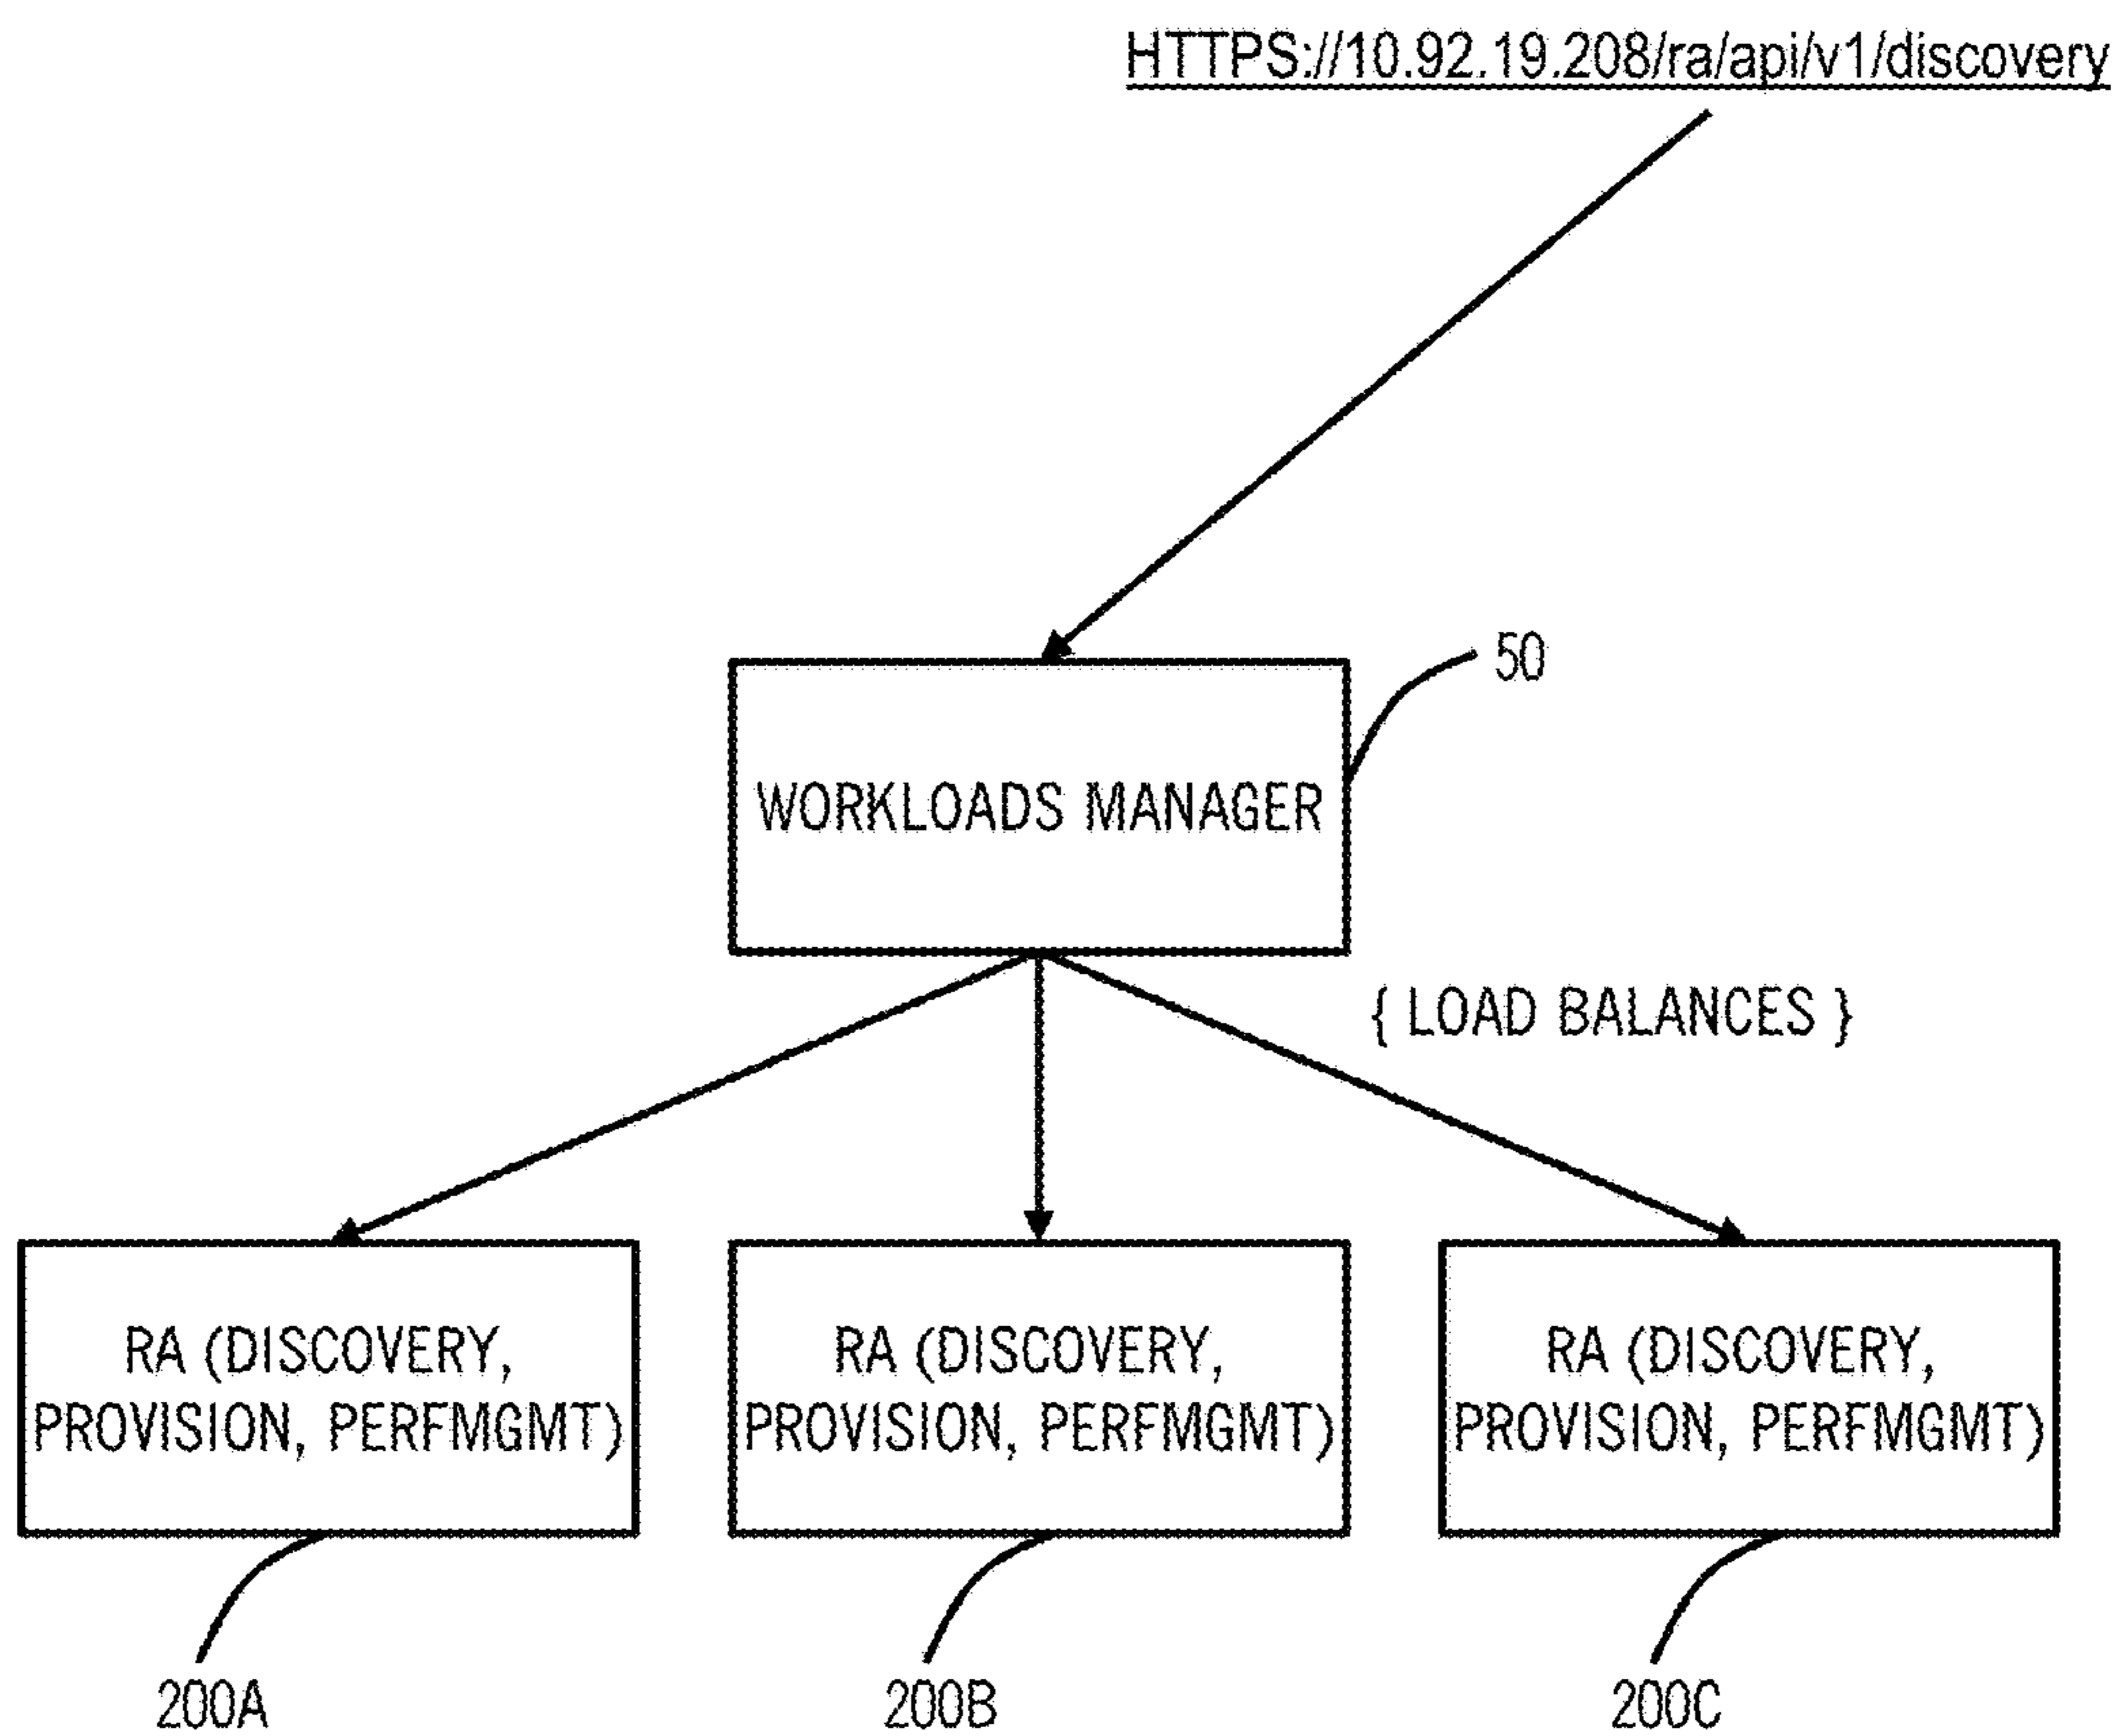 HTTPS://10.92.19.208/ra/api/v1/discovery
50
WORKLOADS MANAGER
{ LOAD BALANCES }
RA (DISCOVERY,
PROVISION, PERFMGMT)
RA (DISCOVERY,
PROVISION, PERFMGMT)
RA (DISCOVERY,
PROVISION, PERFMGMT)
200A
200B
200C